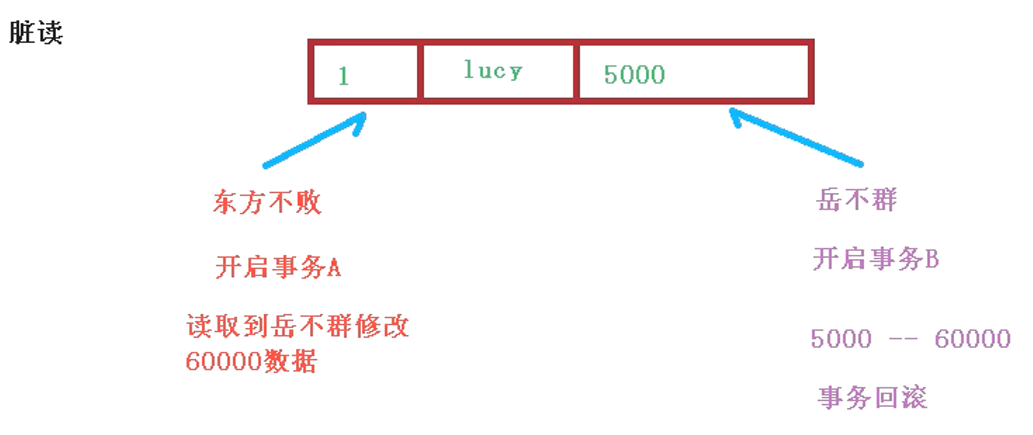 脏读
1 lucy 5000
东方不败
岳不群
开启事务A
开启事务B
读取到岳不群修改
60000数据
5000 -- 60000
事务回滚